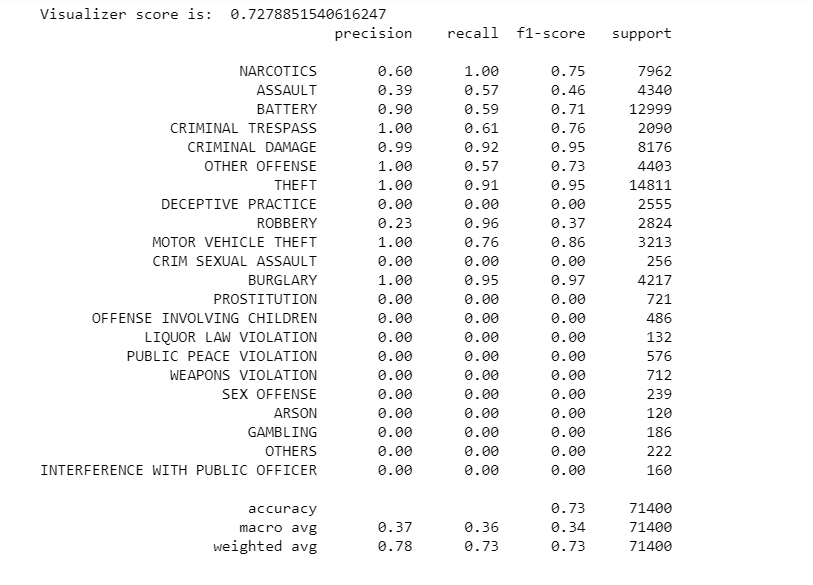 Visualizer score is: 0.7278851540616247
precision recall f1-score support
NARCOTICS 0.60 1.00 0.75 7962
ASSAULT 0.39 0.57 0.46 4340
BATTERY 0.90 0.59 0.71 12999
CRIMINAL TRESPASS 1.00 0.61 0.76 2090
CRIMINAL DAMAGE 0.99 0.92 0.95 8176
OTHER OFFENSE 1.00 0.57 0.73 4403
THEFT 1.00 0.91 0.95 14811
DECEPTIVE PRACTICE 0.00 0.00 0.00 2555
ROBBERY 0.23 0.96 0.37 2824
MOTOR VEHICLE THEFT 1.00 0.76 0.86 3213
CRIM SEXUAL ASSAULT 0.00 0.00 0.00 256
BURGLARY 1.00 0.95 0.97 4217
PROSTITUTION 0.00 0.00 0.00 721
OFFENSE INVOLVING CHILDREN 0.00 0.00 0.00 486
LIQUOR LAW VIOLATION 0.00 0.00 0.00 132
PUBLIC PEACE VIOLATION 0.00 0.00 0.00 576
WEAPONS VIOLATION 0.00 0.00 0.00 712
SEX OFFENSE 0.00 0.00 0.00 239
ARSON 0.00 0.00 0.00 120
GAMBLING 0.00 0.00 0.00 186
OTHERS 0.00 0.00 0.00 222
INTERFERENCE WITH PUBLIC OFFICER 0.00 0.00 0.00 160
accuracy 0.73 71400
macro avg 0.37 0.36 0.34 71400
weighted avg 0.78 0.73 0.73 71400